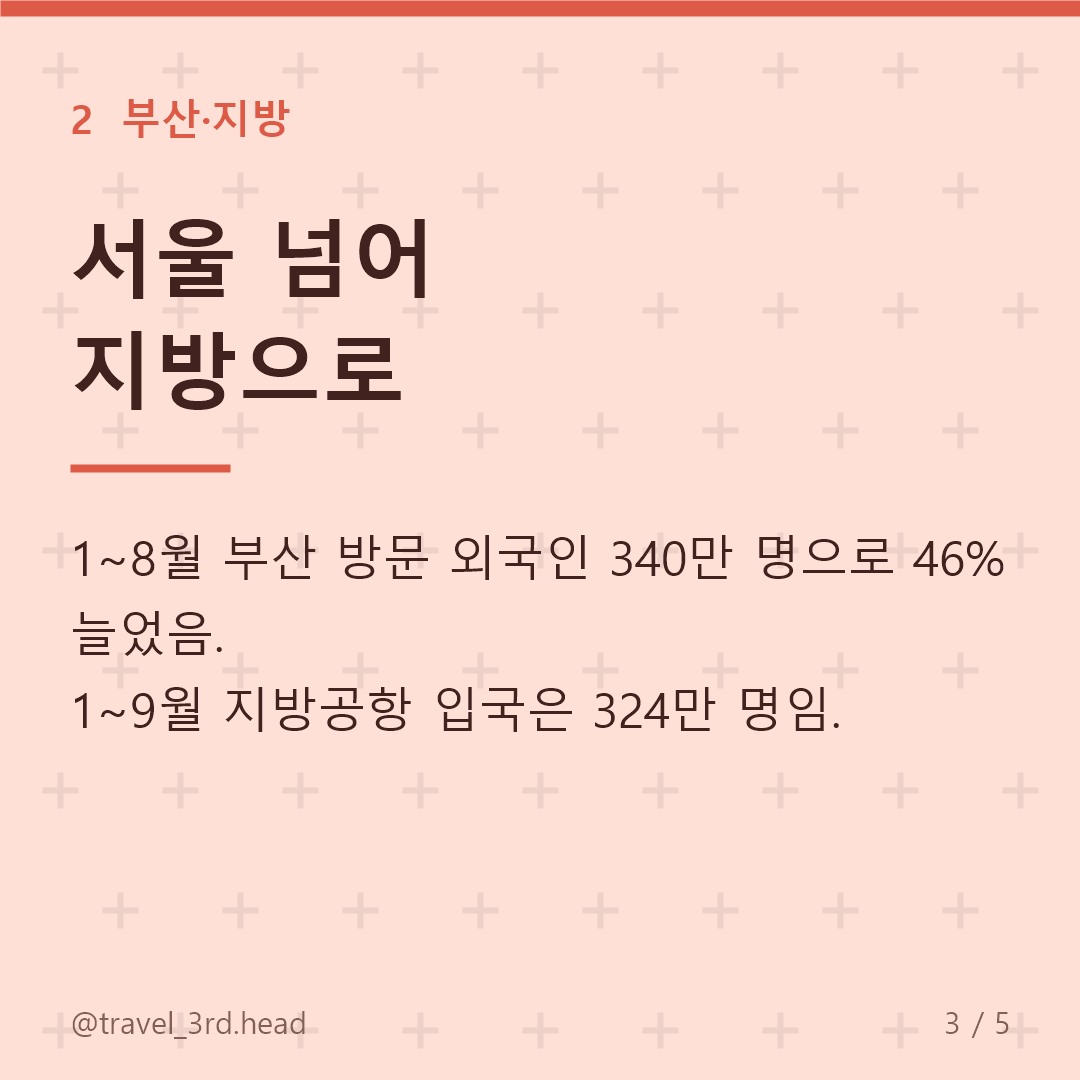 2 부산·지방
서울 넘어
지방으로
1~8월 부산 방문 외국인 340만 명으로 46%
늘었음.
1~9월 지방공항 입국은 324만 명임.
@travel_3rd.head
3 / 5